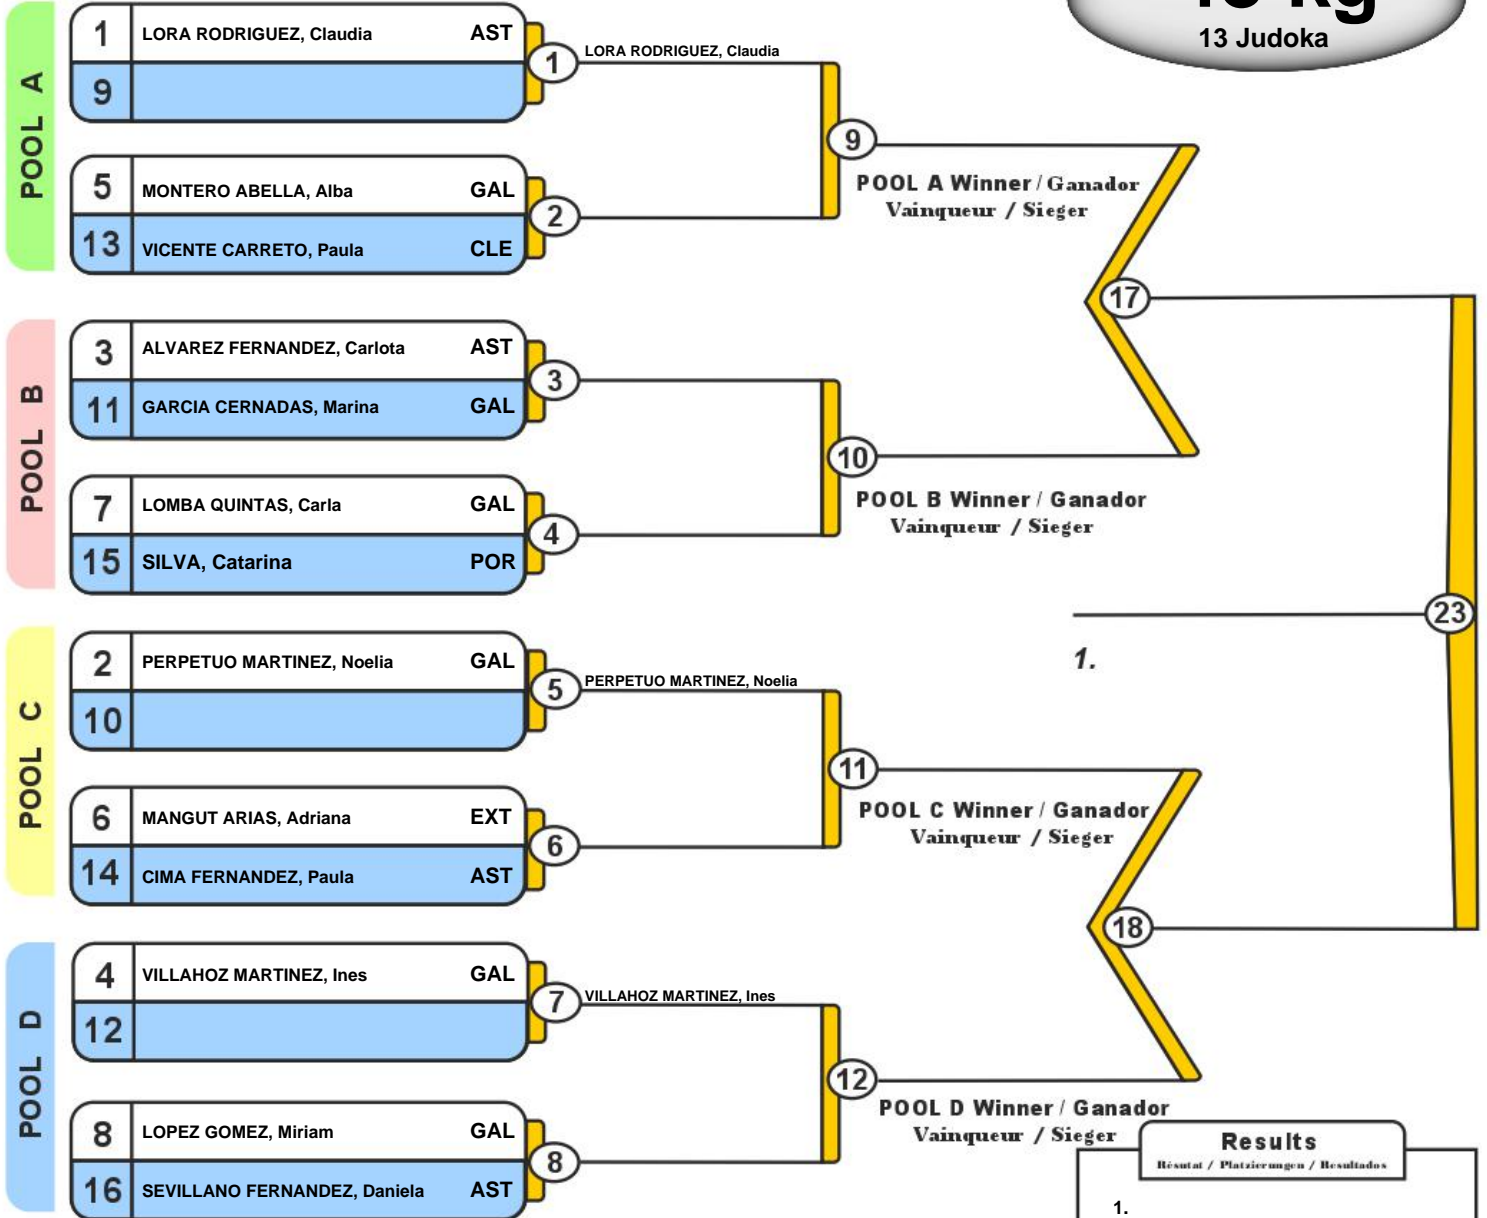 13 Judoka
POOL A
1 LORA RODRIGUEZ, Claudia AST
9
1
LORA RODRIGUEZ, Claudia
5 MONTERO ABELLA, Alba GAL
13 VICENTE CARRETO, Paula CLE
2
9
POOL A Winner / Ganador
Vainqueur / Sieger
POOL B
3 ALVAREZ FERNANDEZ, Carlota AST
11 GARCIA CERNADAS, Marina GAL
3
7 LOMBA QUINTAS, Carla GAL
15 SILVA, Catarina POR
4
10
POOL B Winner / Ganador
Vainqueur / Sieger
17
23
1.
POOL C
2 PERPETUO MARTINEZ, Noelia GAL
10
5
PERPETUO MARTINEZ, Noelia
6 MANGUT ARIAS, Adriana EXT
14 CIMA FERNANDEZ, Paula AST
6
11
POOL C Winner / Ganador
Vainqueur / Sieger
POOL D
4 VILLAHOZ MARTINEZ, Ines GAL
12
7
VILLAHOZ MARTINEZ, Ines
8 LOPEZ GOMEZ, Miriam GAL
16 SEVILLANO FERNANDEZ, Daniela AST
8
12
POOL D Winner / Ganador
Vainqueur / Sieger
18
Results
Résutat / Platzierungen / Resultados
1.